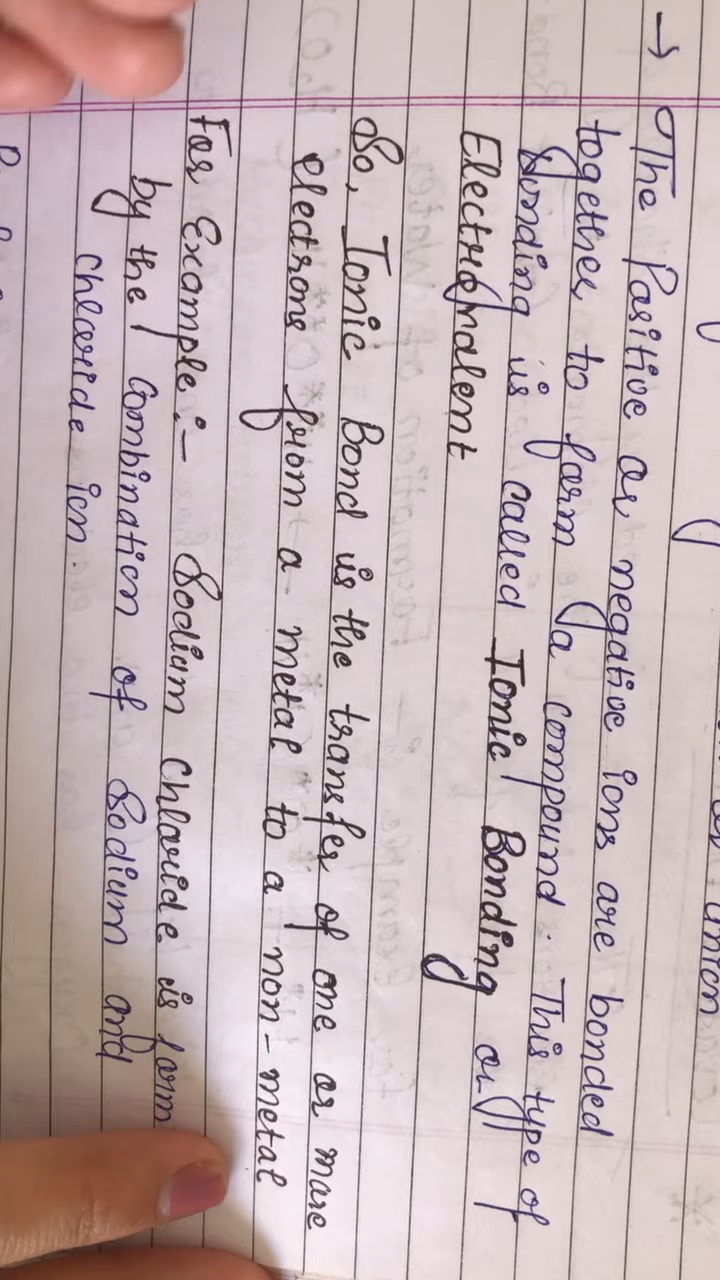 union
→ The Positive or negative ions are bonded
together to form a compound. This type of
Bonding is called Ionic Bonding or
Electrovalent
So, Ionic Bond is the transfer of one or more
electrons from a metal to a non-metal
For Example:- Sodium chloride is form
by the combination of Sodium and
chloride ion.